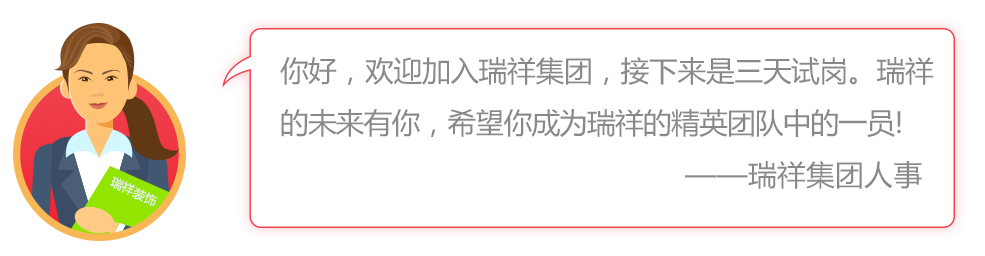 你好，欢迎加入瑞祥集团，接下来是三天试岗。瑞祥
的未来有你，希望你成为瑞祥的精英团队中的一员!
——瑞祥集团人事
瑞祥装饰